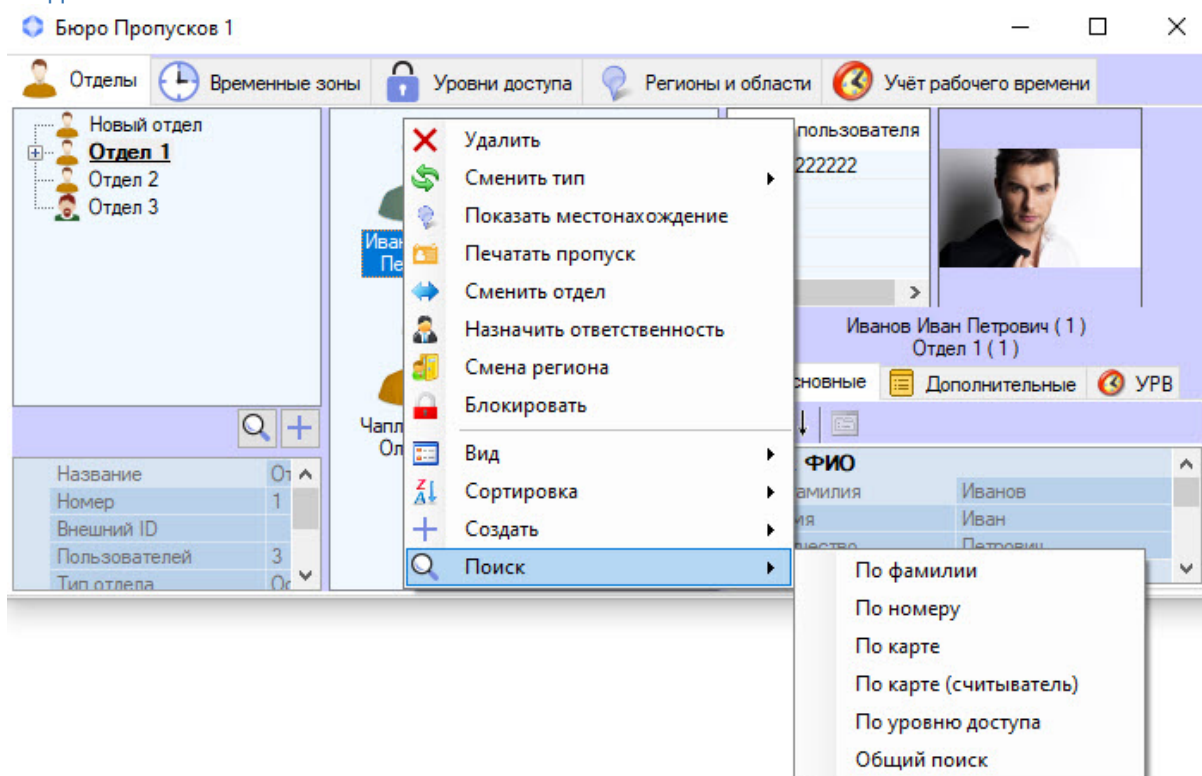 Бюро Пропусков 1
Отделы
Временные зоны
Уровни доступа
Регионы и области
Учёт рабочего времени
Новый отдел
Отдел 1
Отдел 2
Отдел 3
Название
Номер 1
Внешний ID
Пользователей 3
Тип отдела
Удалить
Сменить тип
Показать местонахождение
Печатать пропуск
Сменить отдел
Назначить ответственность
Смена региона
Блокировать
Вид
Сортировка
Создать
Поиск
По фамилии
По номеру
По карте
По карте (считыватель)
По уровню доступа
Общий поиск
пользователя
222222
Иванов Иван Петрович ( 1 )
Отдел 1 ( 1 )
Дополнительные
УРВ
ФИО
Иванов
Иван